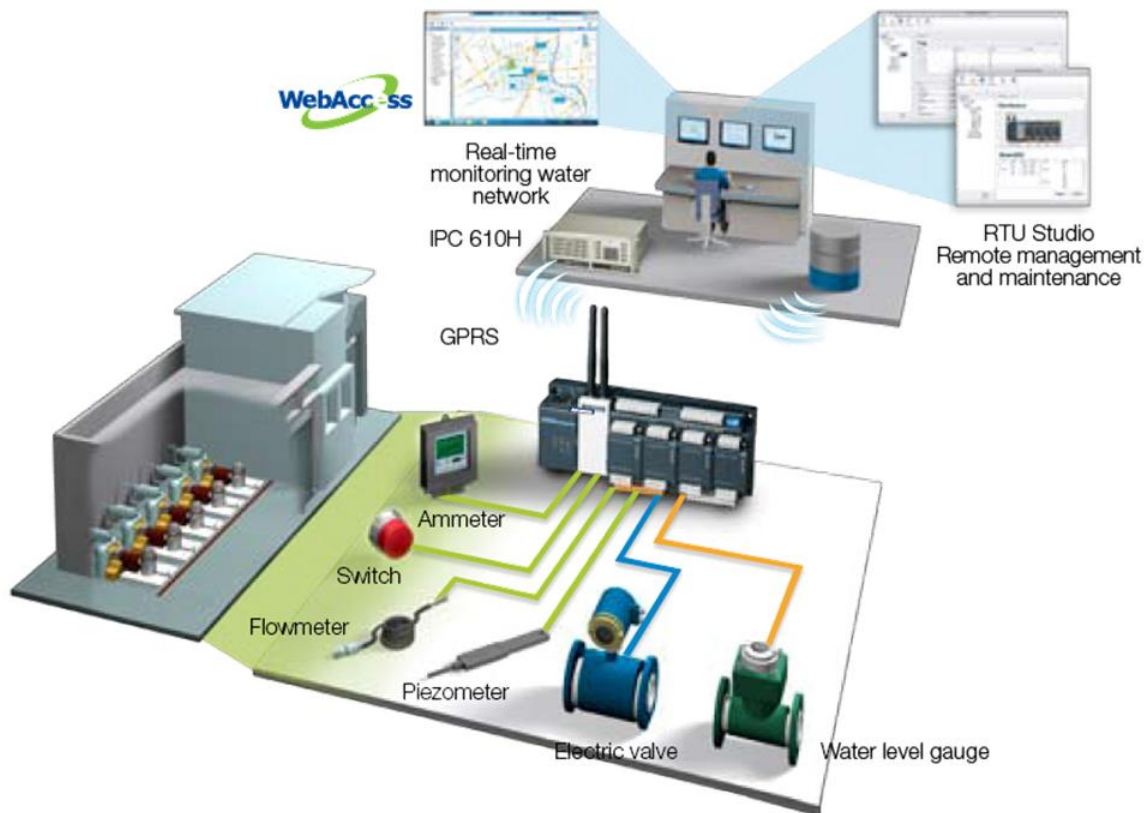 WebAccess
Real-time
monitoring water
network
IPC 610H
RTU Studio
Remote management
and maintenance
GPRS
Ammeter
Switch
Flowmeter
Piezometer
Electric valve
Water level gauge